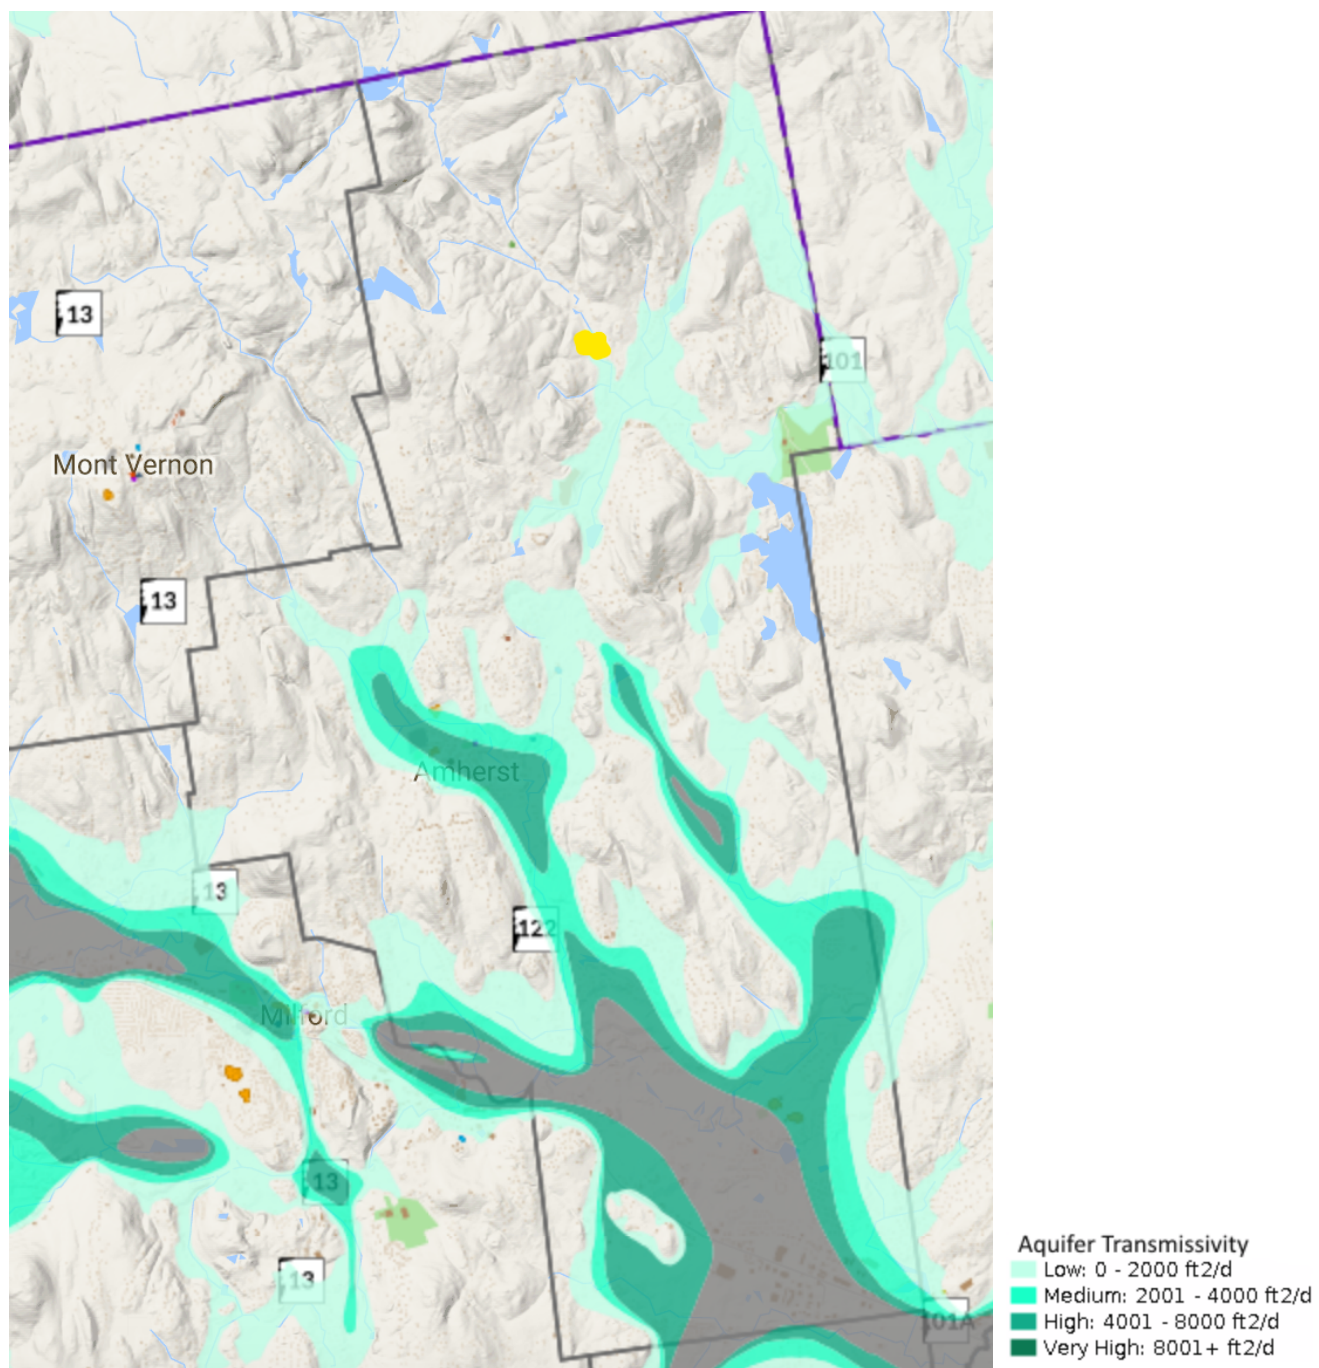 13
101
Mont Vernon
13
Amherst
13
122
Milford
13
13
101A
Aquifer Transmissivity
Low: 0 - 2000 ft2/d
Medium: 2001 - 4000 ft2/d
High: 4001 - 8000 ft2/d
Very High: 8001+ ft2/d